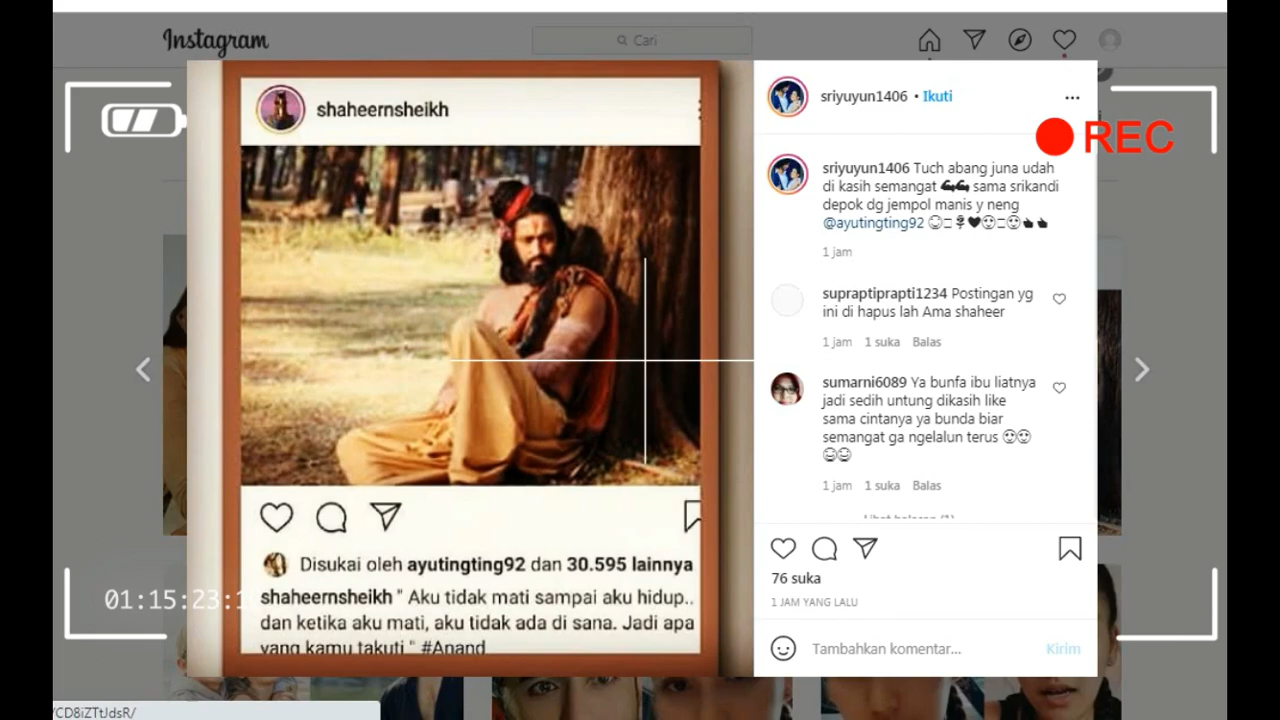 Instagram
Cari
shaheernsheikh
sriyuyun1406 • Ikuti
REC
sriyuyun1406 Tuch abang juna udah
di kasih semangat 💪💪 sama srikandi
depok dg jempol manis y neng
@ayutingting92
1 jam
supraptiprapti1234 Postingan yg
ini di hapus lah Ama shaheer
1 jam 1 suka Balas
sumarni6089 Ya bunfa ibu liatnya
jadi sedih untung dikasih like
sama cintanya ya bunda biar
semangat ga ngelalun terus
1 jam 1 suka Balas
Disukai oleh ayutingting92 dan 30.595 lainnya
shaheernsheikh " Aku tidak mati sampai aku hidup..
dan ketika aku mati, aku tidak ada di sana. Jadi apa
yang kamu takuti " #Anand
76 suka
1 JAM YANG LALU
Tambahkan komentar... Kirim
01:15:23:1
/CD8iZTtJdsR/